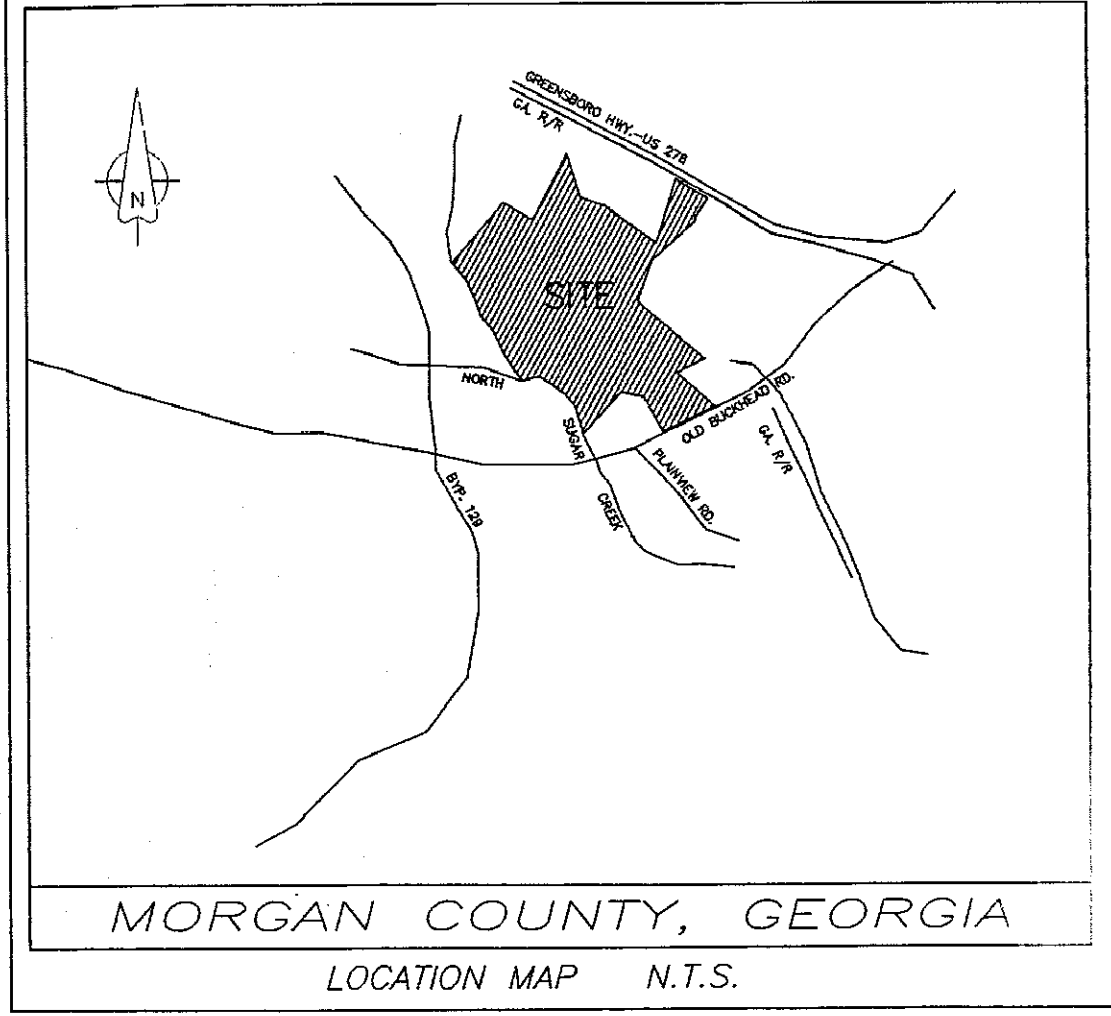 GREENSBORO HWY.-US 278
GA. R/R
N
SITE
NORTH
SUGAR
CREEK
OLD BUCKHEAD RD.
PLAINVIEW RD.
GA. R/R
BYP. 129
MORGAN COUNTY, GEORGIA
LOCATION MAP N.T.S.